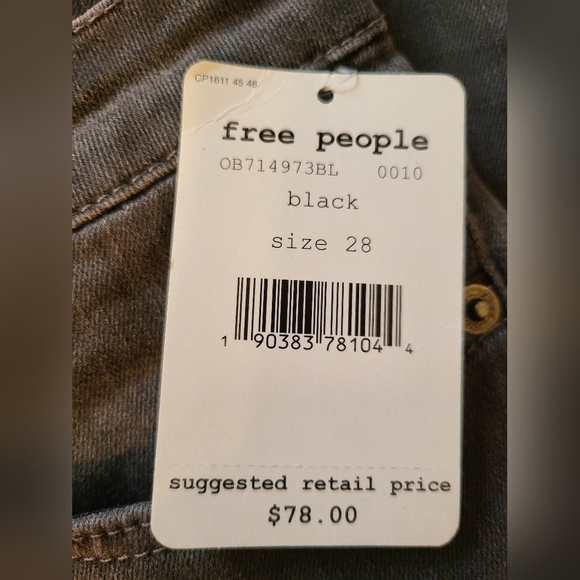 CP1611 45 46
free people
OB714973BL 0010
black
size 28
1 90383 78104 4
suggested retail price
$78.00